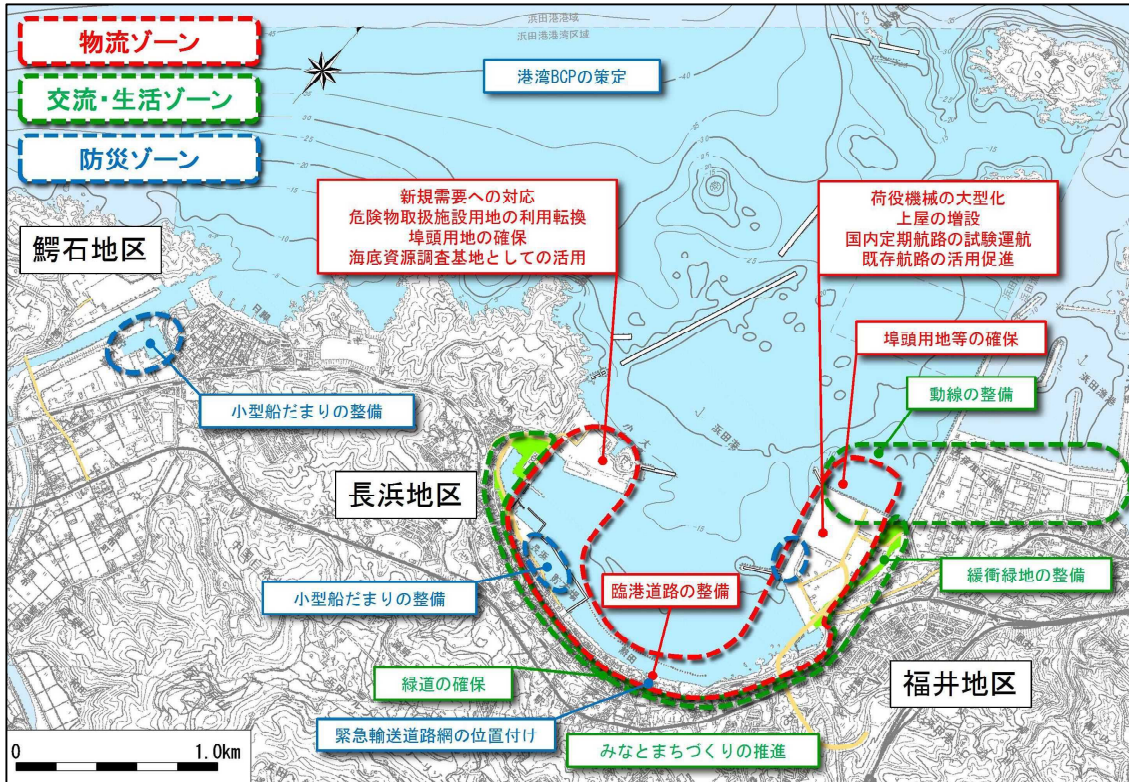 浜田港港域
浜田港港湾区域
物流ゾーン
交流・生活ゾーン
防災ゾーン
港湾BCPの策定
新規需要への対応
危険物取扱施設用地の利用転換
埠頭用地の確保
海底資源調査基地としての活用
荷役機械の大型化
上屋の増設
国内定期航路の試験運航
既存航路の活用促進
鰐石地区
埠頭用地等の確保
動線の整備
小型船だまりの整備
浜田港
長浜地区
緩衝緑地の整備
小型船だまりの整備
臨港道路の整備
福井地区
緑道の確保
緊急輸送道路網の位置付け
みなとまちづくりの推進
0 1.0km